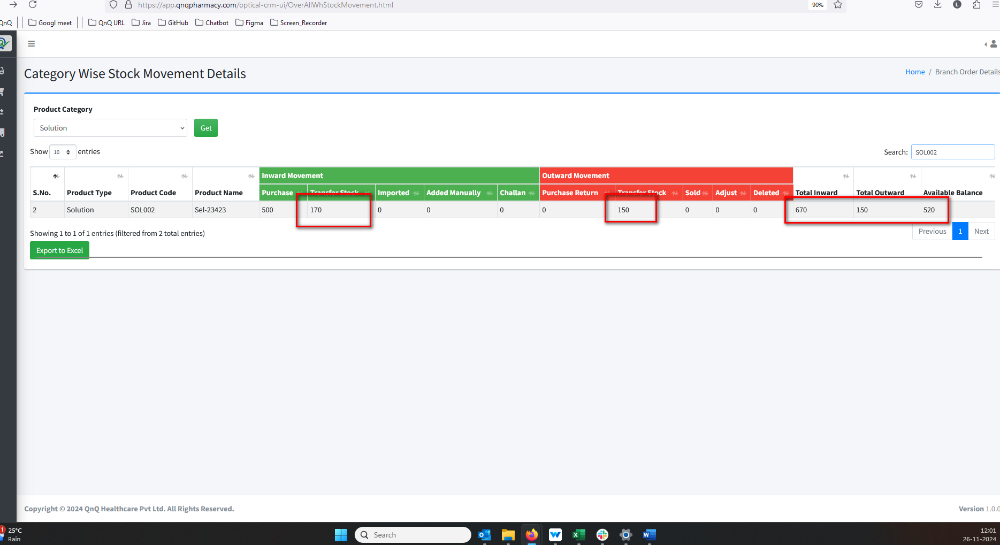 https://app.qnqpharmacy.com/optical-crm-ui/OverAllWhStockMovement.html
90%
L
QnQ
Googl meet
QnQ URL
Jira
GitHub
Chatbot
Figma
Screen_Recorder
Category Wise Stock Movement Details
Home / Branch Order Details
Product Category
Solution
Get
Show 10 entries
Search: SOL002
Inward Movement
Outward Movement
S.No. Product Type Product Code Product Name Purchase Transfer Stock Imported Added Manually Challan Purchase Return Transfer Stock Sold Adjust Deleted Total Inward Total Outward Available Balance
2 Solution SOL002 Sel-23423 500 170 0 0 0 0 150 0 0 0 670 150 520
Showing 1 to 1 of 1 entries (filtered from 2 total entries)
Previous 1 Next
Export to Excel
Copyright © 2024 QnQ Healthcare Pvt Ltd. All Rights Reserved.
Version 1.0.0
1
25°C
Rain
Search
12:01
26-11-2024